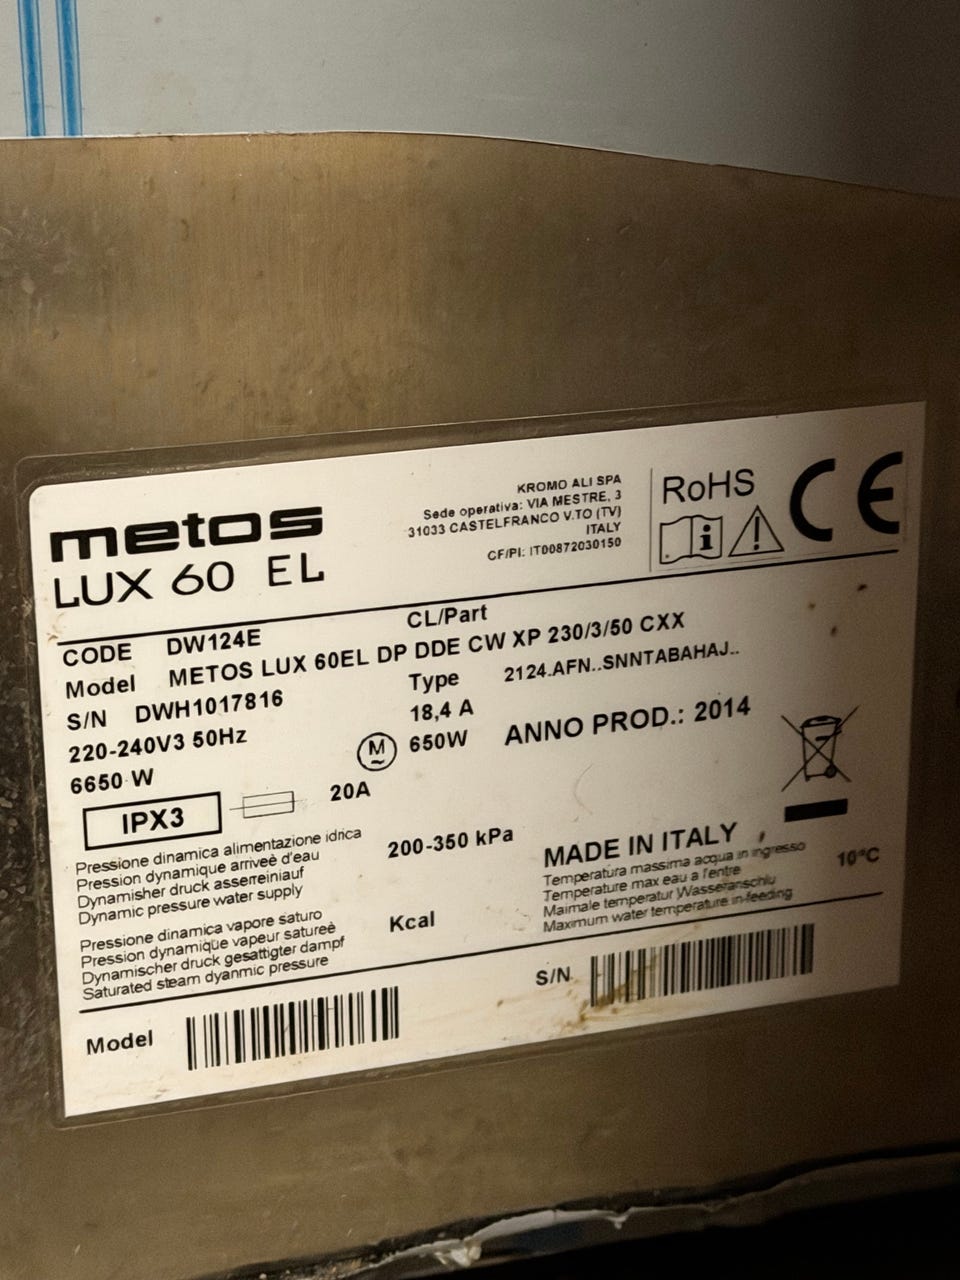 metos
LUX 60 EL
KROMO ALI SPA
Sede operativa: VIA MESTRE, 3
31033 CASTELFRANCO V.TO (TV)
ITALY
CF/PI: IT00872030150
RoHS
CE
CODE DW124E CL/Part
Model METOS LUX 60EL DP DDE CW XP 230/3/50 CXX
S/N DWH1017816 Type 2124.AFN..SNNTABAHAJ..
220-240V3 50Hz 18,4 A
6650 W M 650W ANNO PROD.: 2014
IPX3 20A
Pressione dinamica alimentazione idrica
Pression dynamique arriveè d'eau
Dynamisher druck asserreiniauf
Dynamic pressure water supply
200-350 kPa
MADE IN ITALY
Temperatura massima acqua in ingresso
Temperature max eau a l'entre
Maimale temperatur Wasseranschlu
Maximum water temperature in-feeding
10°C
Pressione dinamica vapore saturo
Pression dynamique vapeur satureè
Dynamischer druck gesattigter dampf
Saturated steam dyanmic pressure
Kcal
Model
S/N